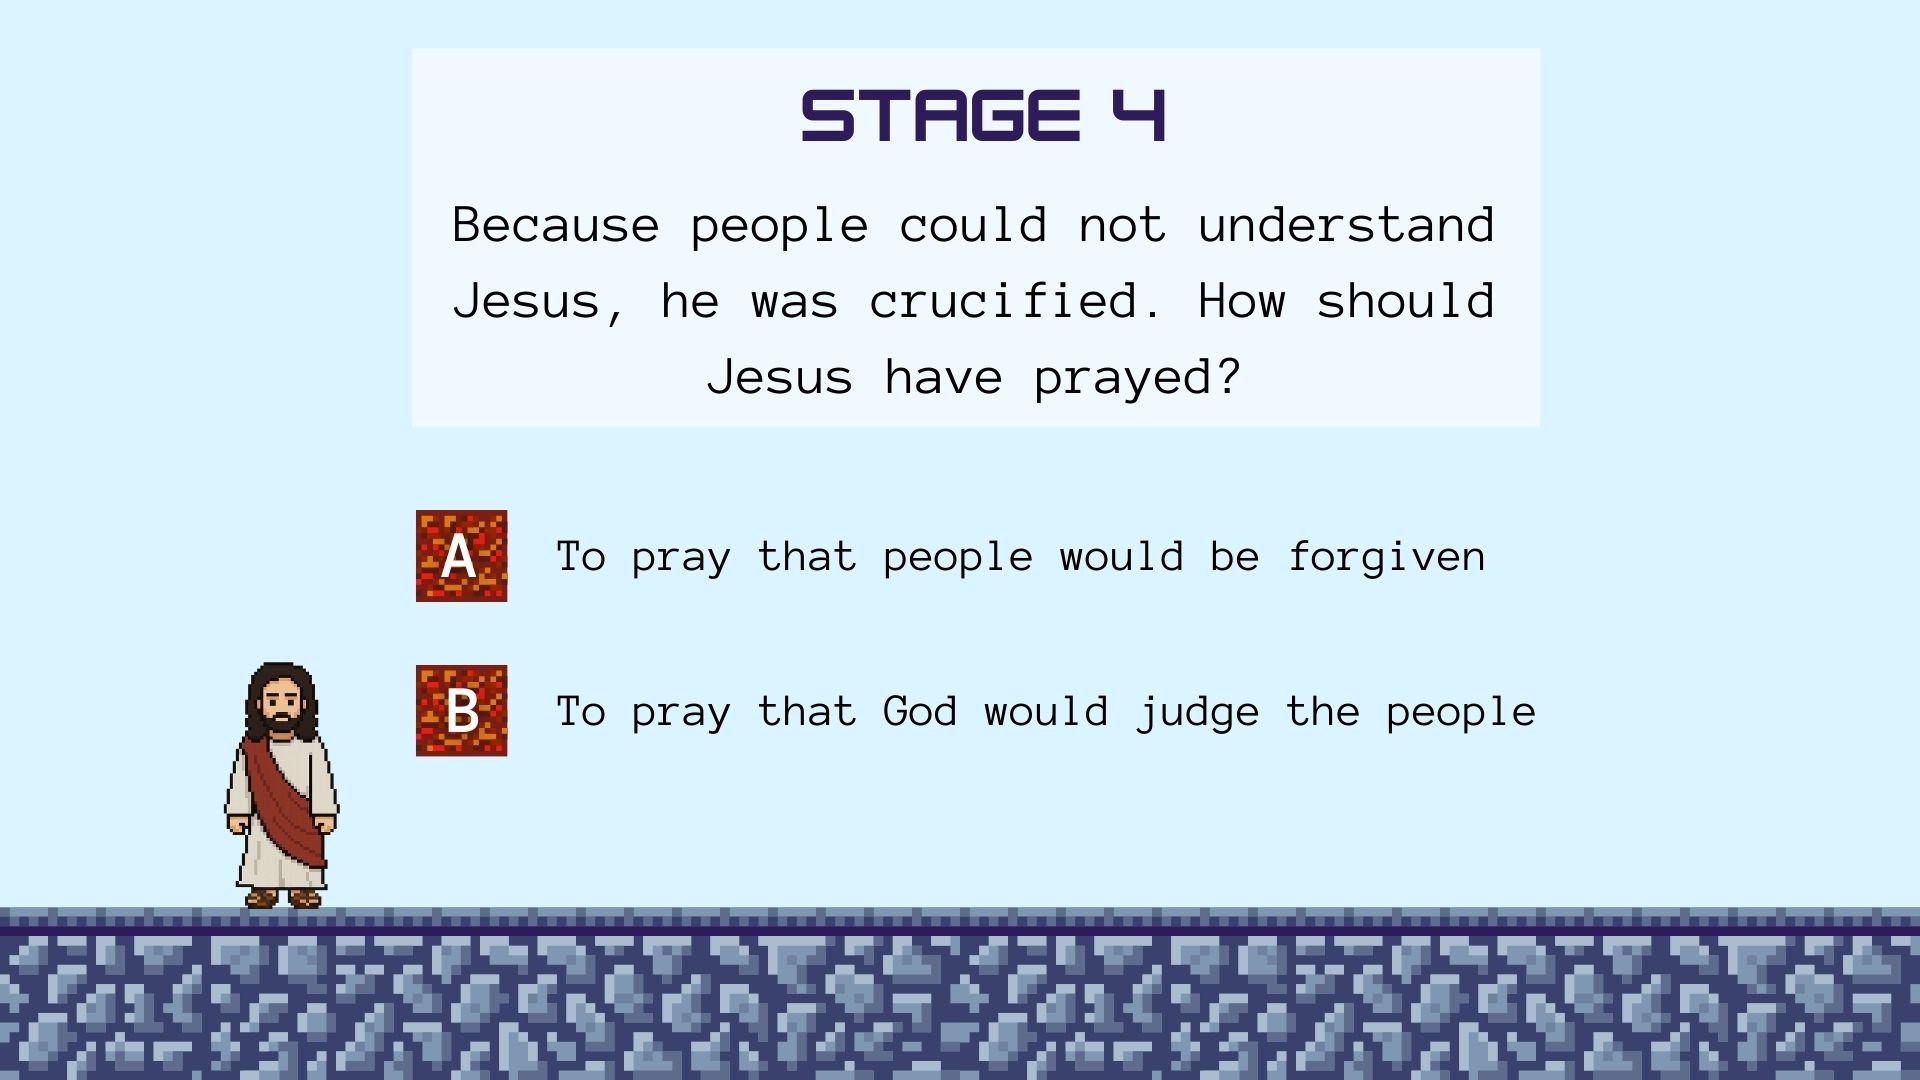 STAGE 4
Because people could not understand
Jesus, he was crucified. How should
Jesus have prayed?
A To pray that people would be forgiven
B To pray that God would judge the people